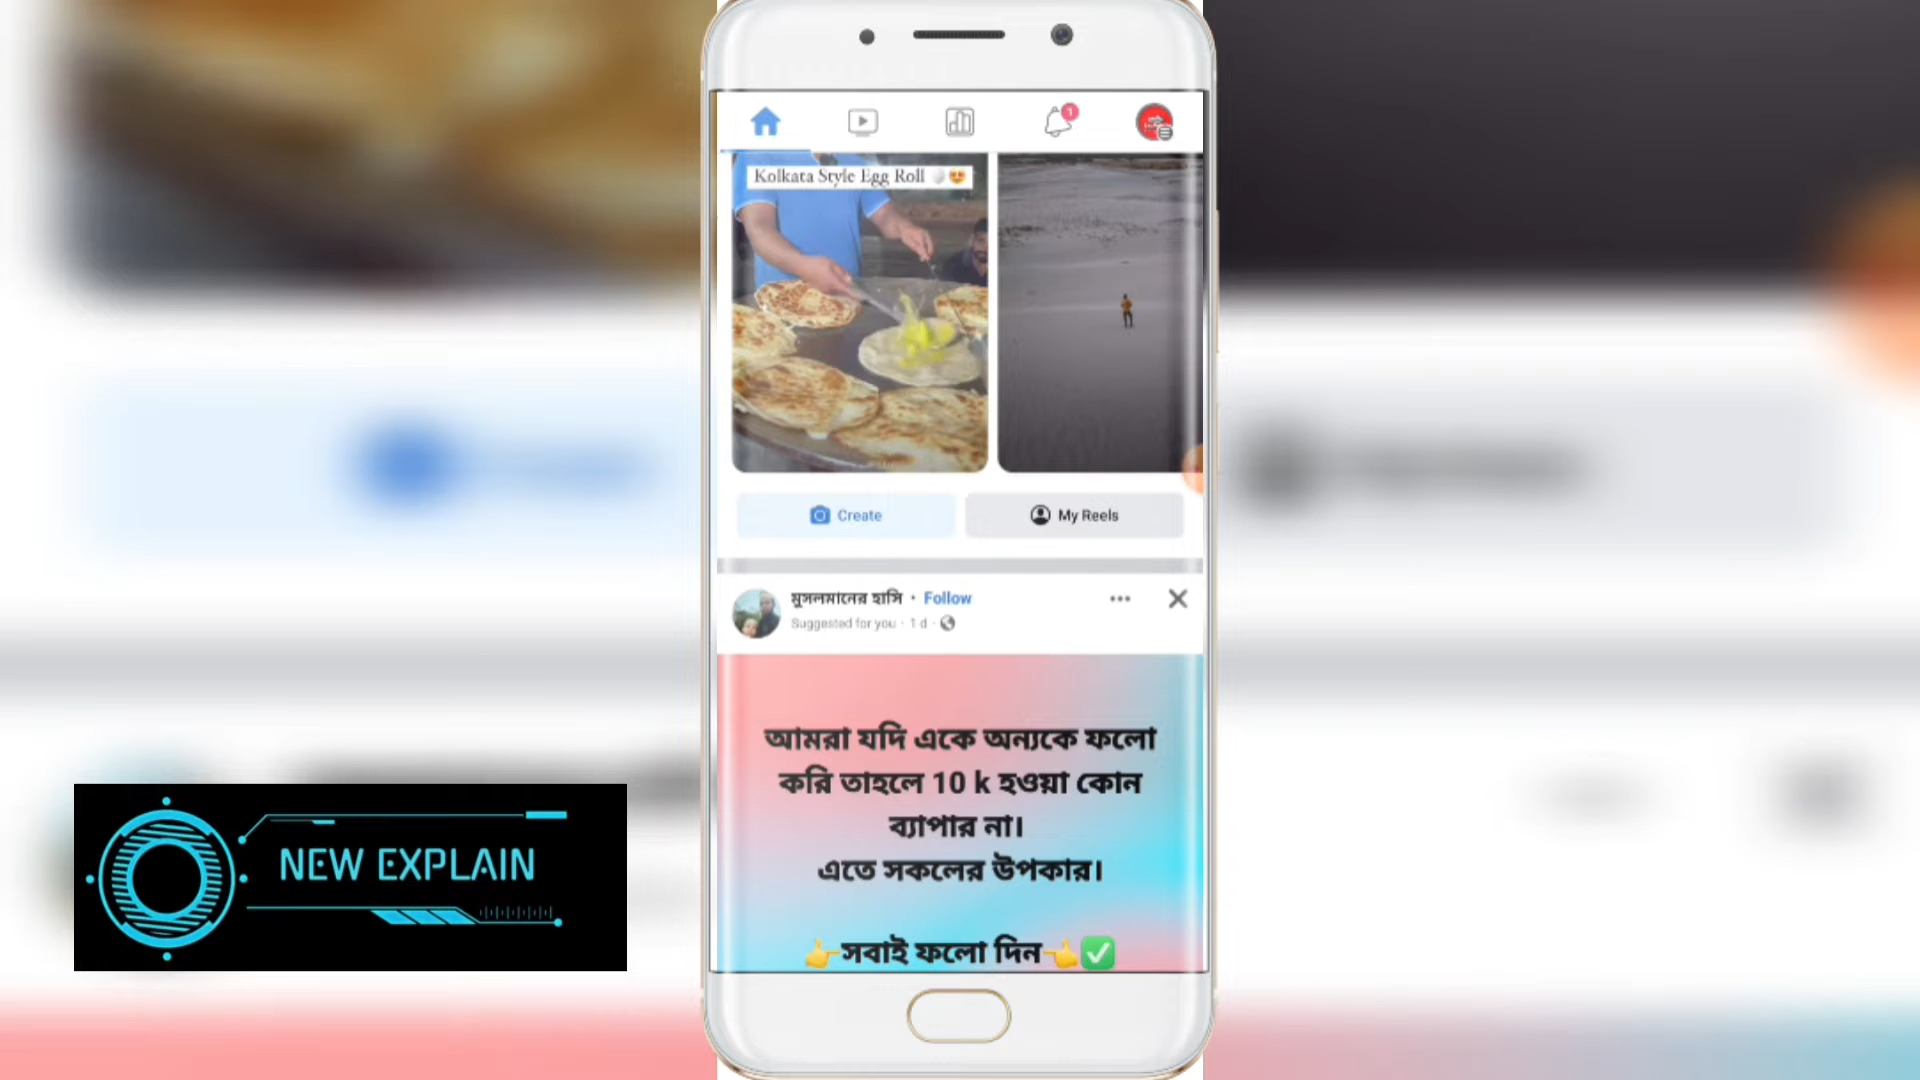 1
Kolkata Style Egg Roll 🥚😍
Create
My Reels
মুসলমানের হাসি · Follow
Suggested for you · 1 d ·
আমরা যদি একে অন্যকে ফলো
করি তাহলে 10 k হওয়া কোন
ব্যাপার না।
এতে সকলের উপকার।
👉সবাই ফলো দিন👈✅
NEW EXPLAIN